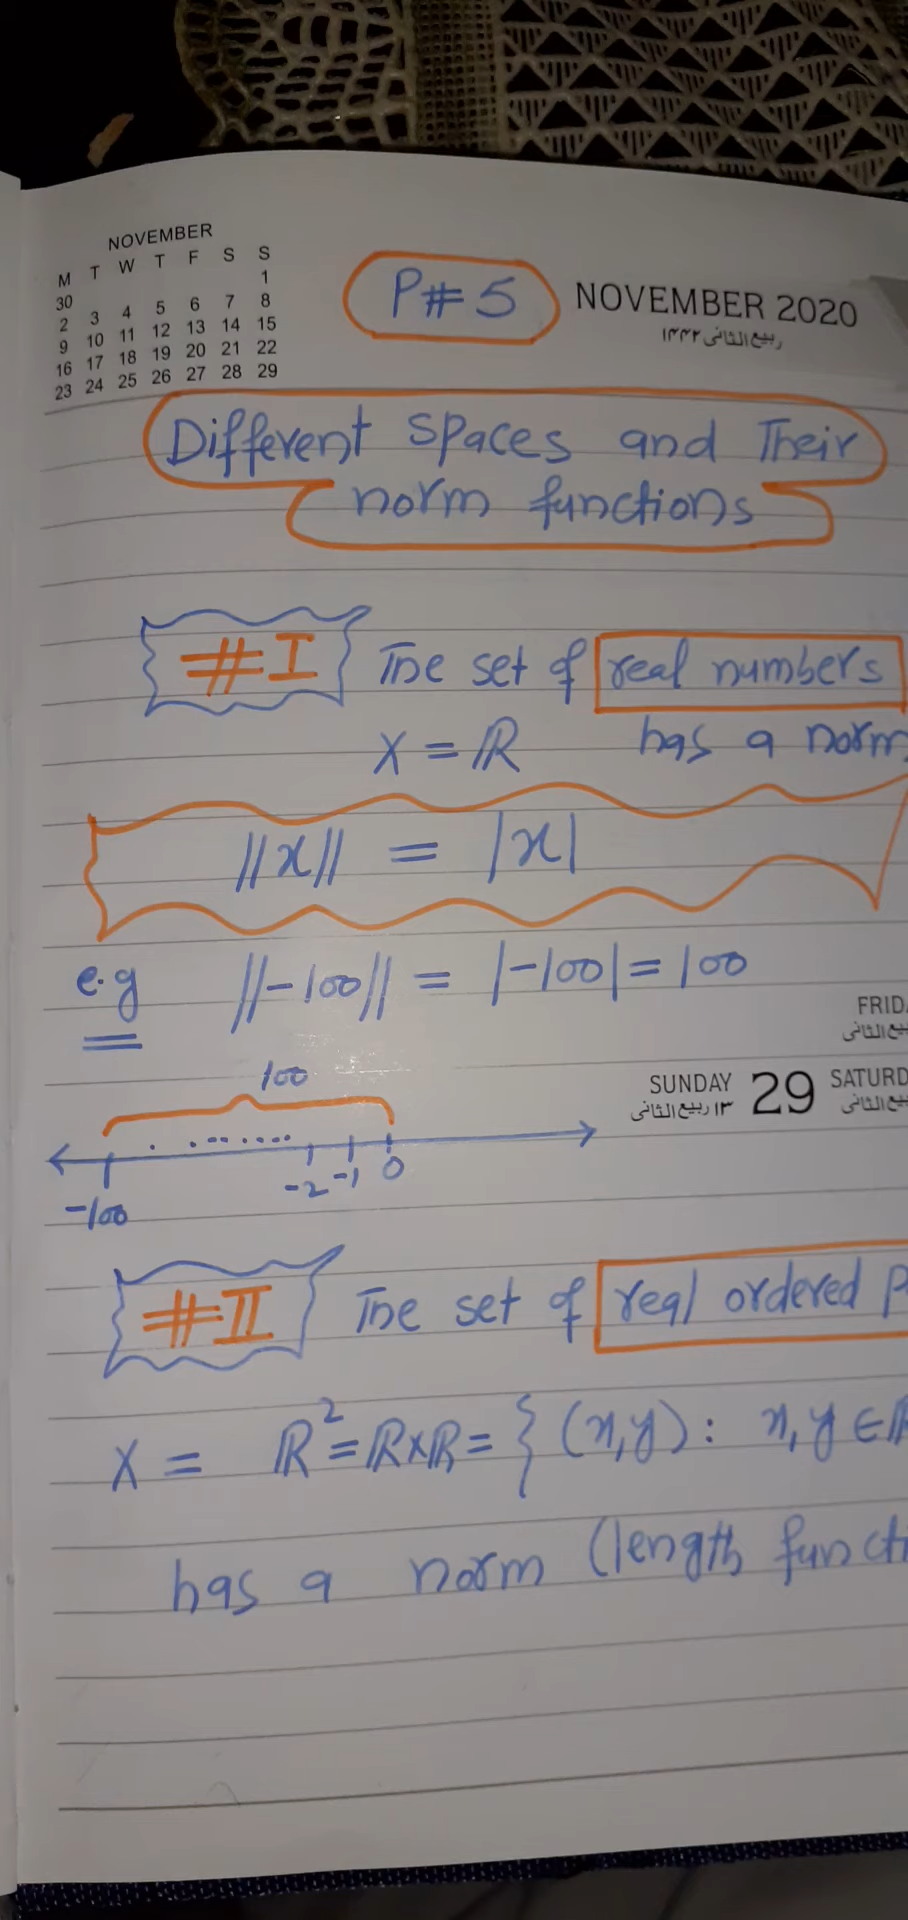 NOVEMBER
M T W T F S S
30 1
2 3 4 5 6 7 8
9 10 11 12 13 14 15
16 17 18 19 20 21 22
23 24 25 26 27 28 29
P#5
NOVEMBER 2020
ربيع الثانى ١٤٤٢
Different spaces and Their
norm functions
#I The set of real numbers
X = ℝ has a norm
||x|| = |x|
e.g ||-100|| = |-100| = 100
FRID
ربيع الثانى
SUNDAY 29 SATURD
١٣ ربيع الثانى
100
-100 -2 -1 0
#II The set of real ordered p
X = ℝ² = ℝ×ℝ = { (x,y) : x,y ∈ ℝ
has a norm (length functi